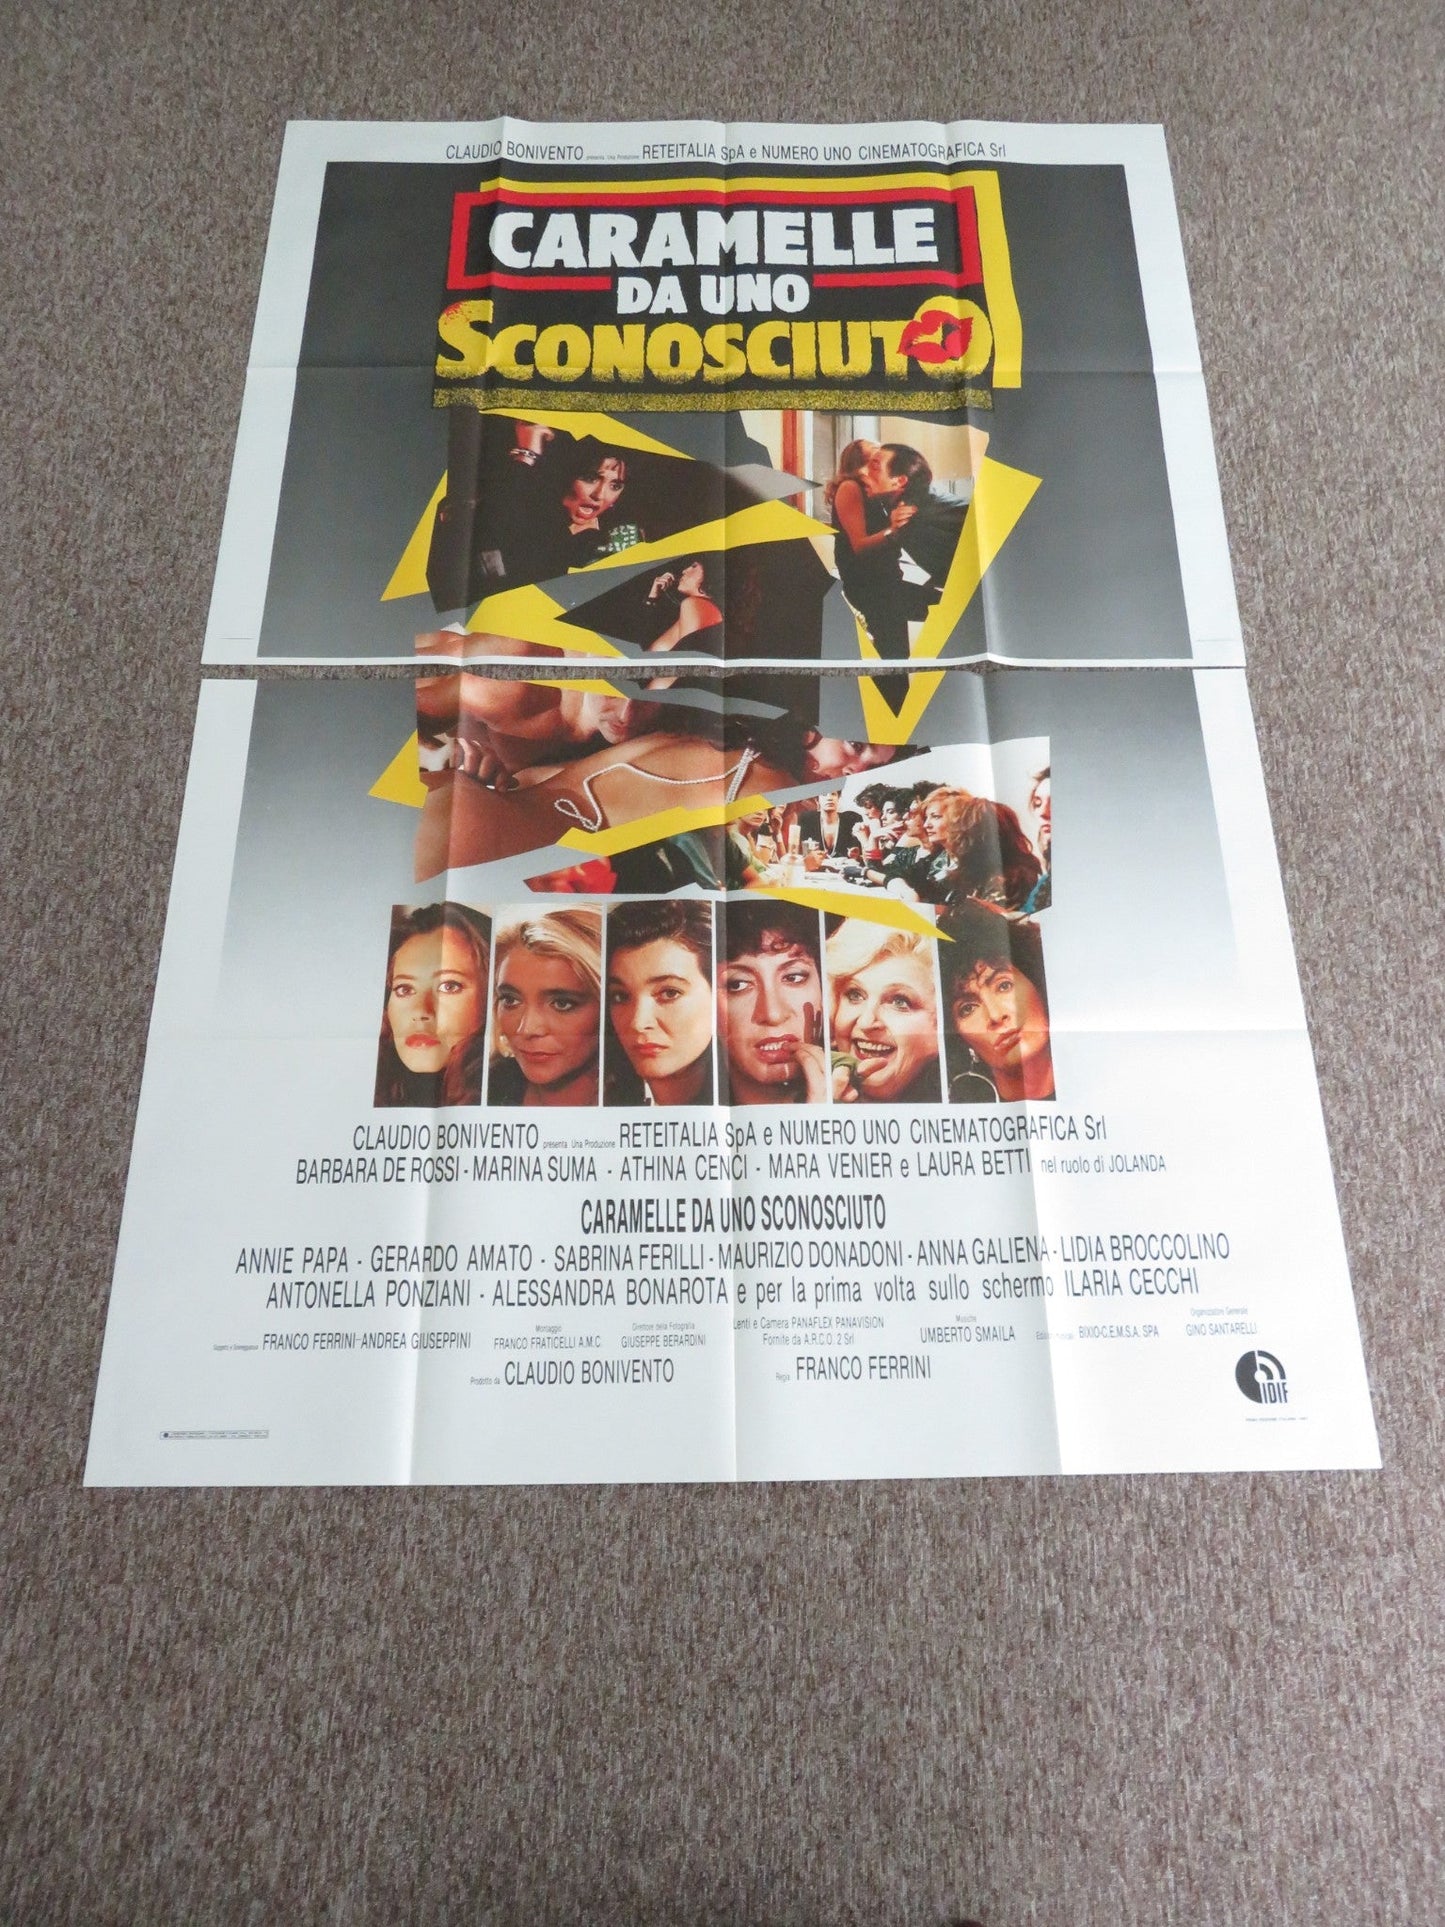 CLAUDIO BONIVENTO presenta Una Produzione RETEITALIA SpA e NUMERO UNO CINEMATOGRAFICA Srl
CARAMELLE
DA UNO
SCONOSCIUTO
CLAUDIO BONIVENTO presenta Una Produzione RETEITALIA SpA e NUMERO UNO CINEMATOGRAFICA Srl
BARBARA DE ROSSI - MARINA SUMA - ATHINA CENCI - MARA VENIER e LAURA BETTI nel ruolo di JOLANDA
CARAMELLE DA UNO SCONOSCIUTO
ANNIE PAPA - GERARDO AMATO - SABRINA FERILLI - MAURIZIO DONADONI - ANNA GALIENA - LIDIA BROCCOLINO
ANTONELLA PONZIANI - ALESSANDRA BONAROTA e per la prima volta sullo schermo ILARIA CECCHI
Soggetto e Sceneggiatura FRANCO FERRINI-ANDREA GIUSEPPINI
Montaggio
FRANCO FRATICELLI A.M.C.
Direttore della Fotografia
GIUSEPPE BERARDINI
Lenti e Camera PANAFLEX PANAVISION
Fornite da A.R.C.O. 2 Srl
Musiche
UMBERTO SMAILA
Edizioni Musicali BIXIO-C.E.M.S.A. SPA
Organizzatore Generale
GINO SANTARELLI
Prodotto da CLAUDIO BONIVENTO
Regia FRANCO FERRINI
IDIF